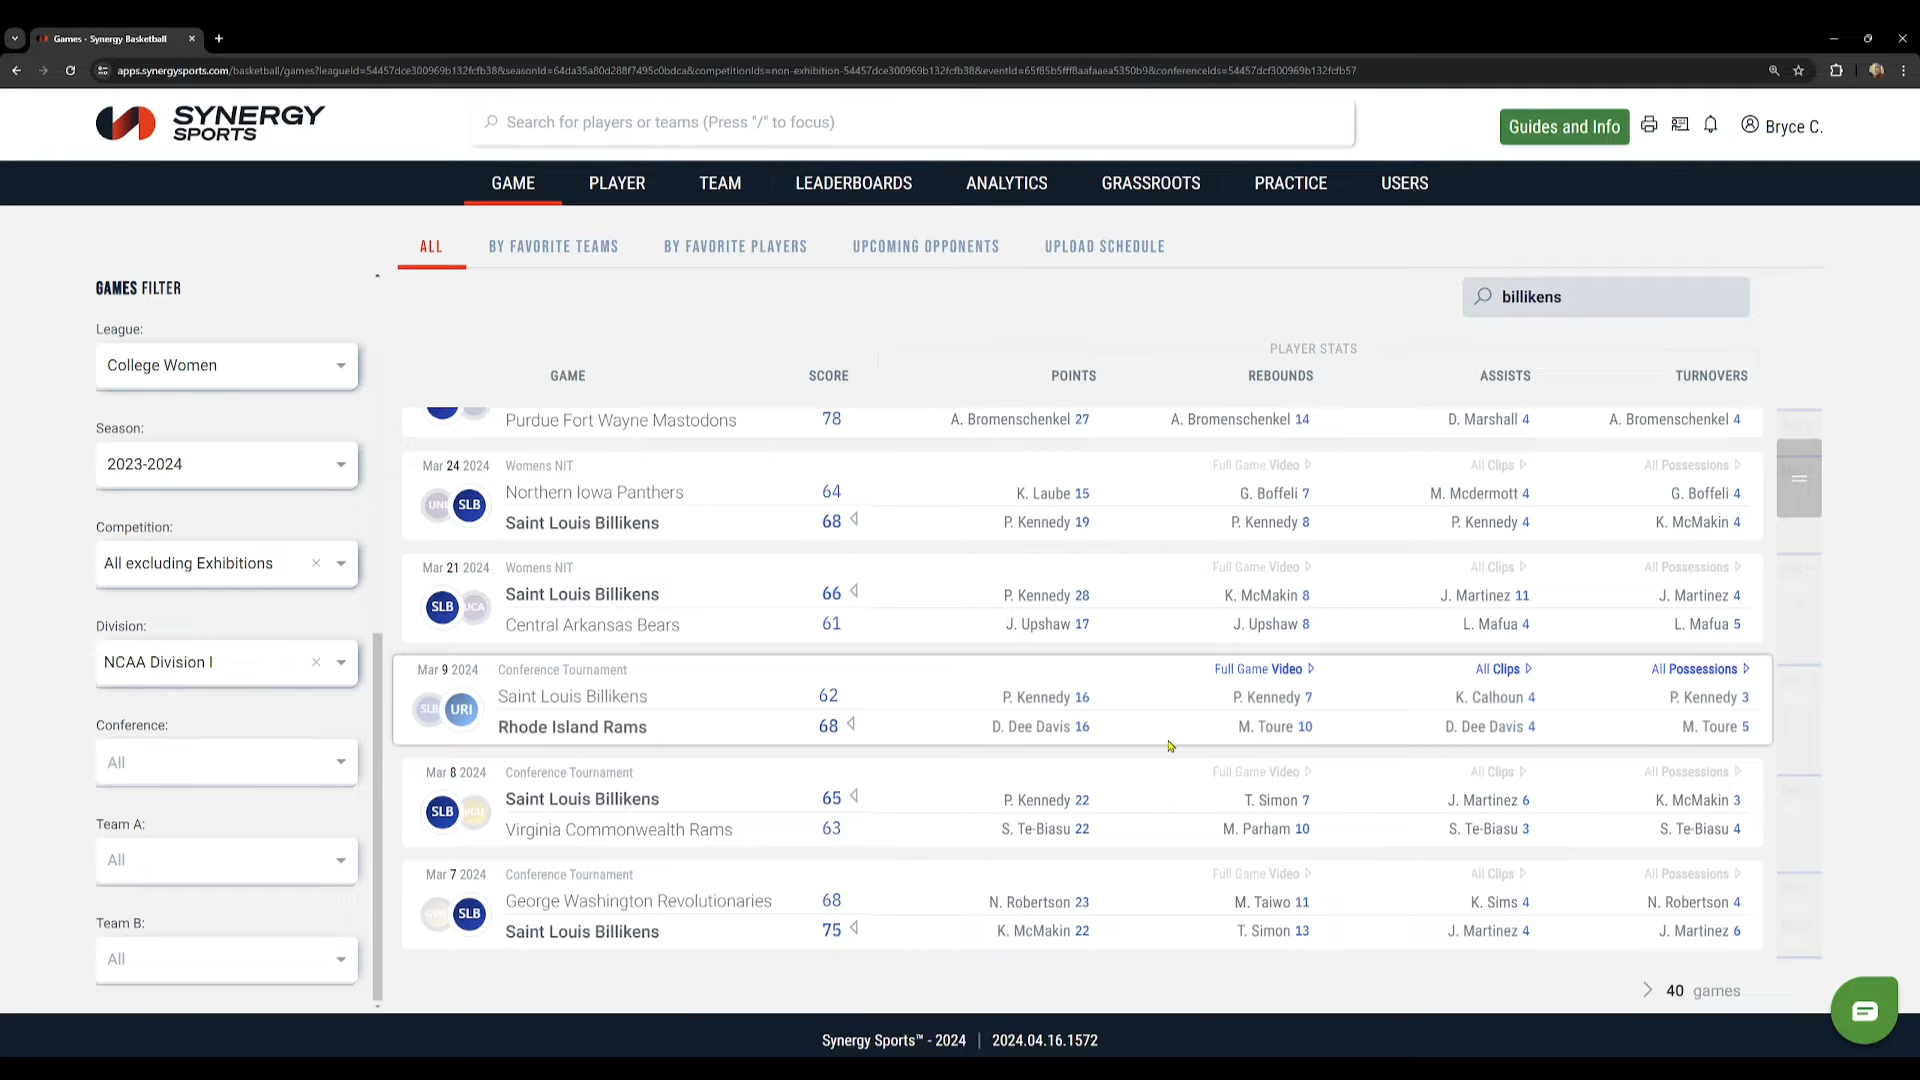 Games - Synergy Basketball
apps.synergysports.com/basketball/games?leagueId=54457dce300969b132fcfb38&seasonId=64da35a80d288f7495c0bdca&competitionIds=non-exhibition-54457dce300969b132fcfb38&eventId=65f85b5fff8aafaaea5350b9&conferenceIds=54457dcf300969b132fcfb57
SYNERGY
SPORTS
Search for players or teams (Press "/" to focus)
Guides and Info
Bryce C.
GAME PLAYER TEAM LEADERBOARDS ANALYTICS GRASSROOTS PRACTICE USERS
ALL BY FAVORITE TEAMS BY FAVORITE PLAYERS UPCOMING OPPONENTS UPLOAD SCHEDULE
GAMES FILTER
League:
College Women
Season:
2023-2024
Competition:
All excluding Exhibitions
Division:
NCAA Division I
Conference:
All
Team A:
All
Team B:
All
billikens
PLAYER STATS
GAME SCORE POINTS REBOUNDS ASSISTS TURNOVERS
Purdue Fort Wayne Mastodons 78 A. Bromenschenkel 27 A. Bromenschenkel 14 D. Marshall 4 A. Bromenschenkel 4
Mar 24 2024 Womens NIT Full Game Video All Clips All Possessions
UNI SLB
Northern Iowa Panthers 64 K. Laube 15 G. Boffeli 7 M. Mcdermott 4 G. Boffeli 4
Saint Louis Billikens 68 P. Kennedy 19 P. Kennedy 8 P. Kennedy 4 K. McMakin 4
Mar 21 2024 Womens NIT Full Game Video All Clips All Possessions
SLB UCA
Saint Louis Billikens 66 P. Kennedy 28 K. McMakin 8 J. Martinez 11 J. Martinez 4
Central Arkansas Bears 61 J. Upshaw 17 J. Upshaw 8 L. Mafua 4 L. Mafua 5
Mar 9 2024 Conference Tournament Full Game Video All Clips All Possessions
SLB URI
Saint Louis Billikens 62 P. Kennedy 16 P. Kennedy 7 K. Calhoun 4 P. Kennedy 3
Rhode Island Rams 68 D. Dee Davis 16 M. Toure 10 D. Dee Davis 4 M. Toure 5
Mar 8 2024 Conference Tournament Full Game Video All Clips All Possessions
SLB VCU
Saint Louis Billikens 65 P. Kennedy 22 T. Simon 7 J. Martinez 6 K. McMakin 3
Virginia Commonwealth Rams 63 S. Te-Biasu 22 M. Parham 10 S. Te-Biasu 3 S. Te-Biasu 4
Mar 7 2024 Conference Tournament Full Game Video All Clips All Possessions
SLB
George Washington Revolutionaries 68 N. Robertson 23 M. Taiwo 11 K. Sims 4 N. Robertson 4
Saint Louis Billikens 75 K. McMakin 22 T. Simon 13 J. Martinez 4 J. Martinez 6
40 games
Synergy Sports™ - 2024 | 2024.04.16.1572